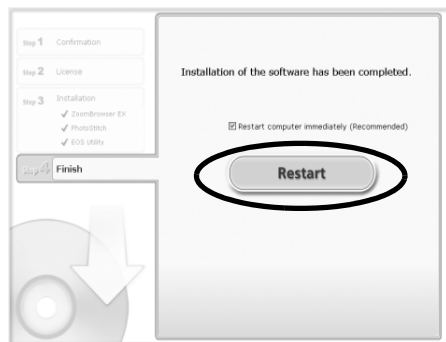 Step 1 Confirmation
Step 2 License
Step 3 Installation
✓ ZoomBrowser EX
✓ PhotoStitch
✓ EOS Utility
Step 4 Finish
Installation of the software has been completed.
☑ Restart computer immediately (Recommended)
Restart